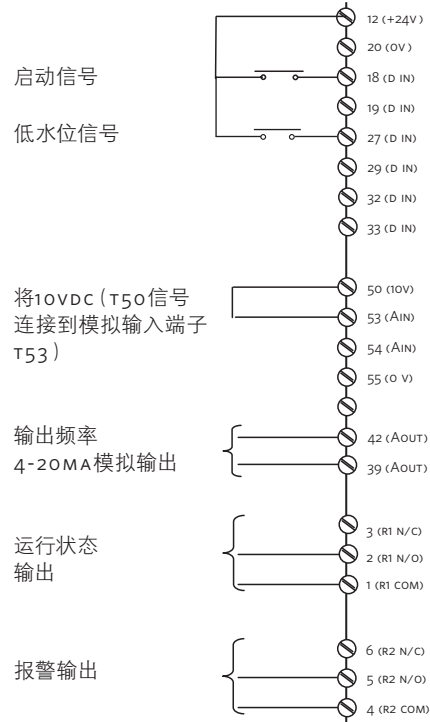 12 (+24V)
20 (0V)
启动信号
18 (D IN)
19 (D IN)
低水位信号
27 (D IN)
29 (D IN)
32 (D IN)
33 (D IN)
将10VDC（T50信号
连接到模拟输入端子
T53）
50 (10V)
53 (AIN)
54 (AIN)
55 (0 V)
输出频率
4-20MA模拟输出
42 (AOUT)
39 (AOUT)
运行状态
输出
3 (R1 N/C)
2 (R1 N/O)
1 (R1 COM)
报警输出
6 (R2 N/C)
5 (R2 N/O)
4 (R2 COM)